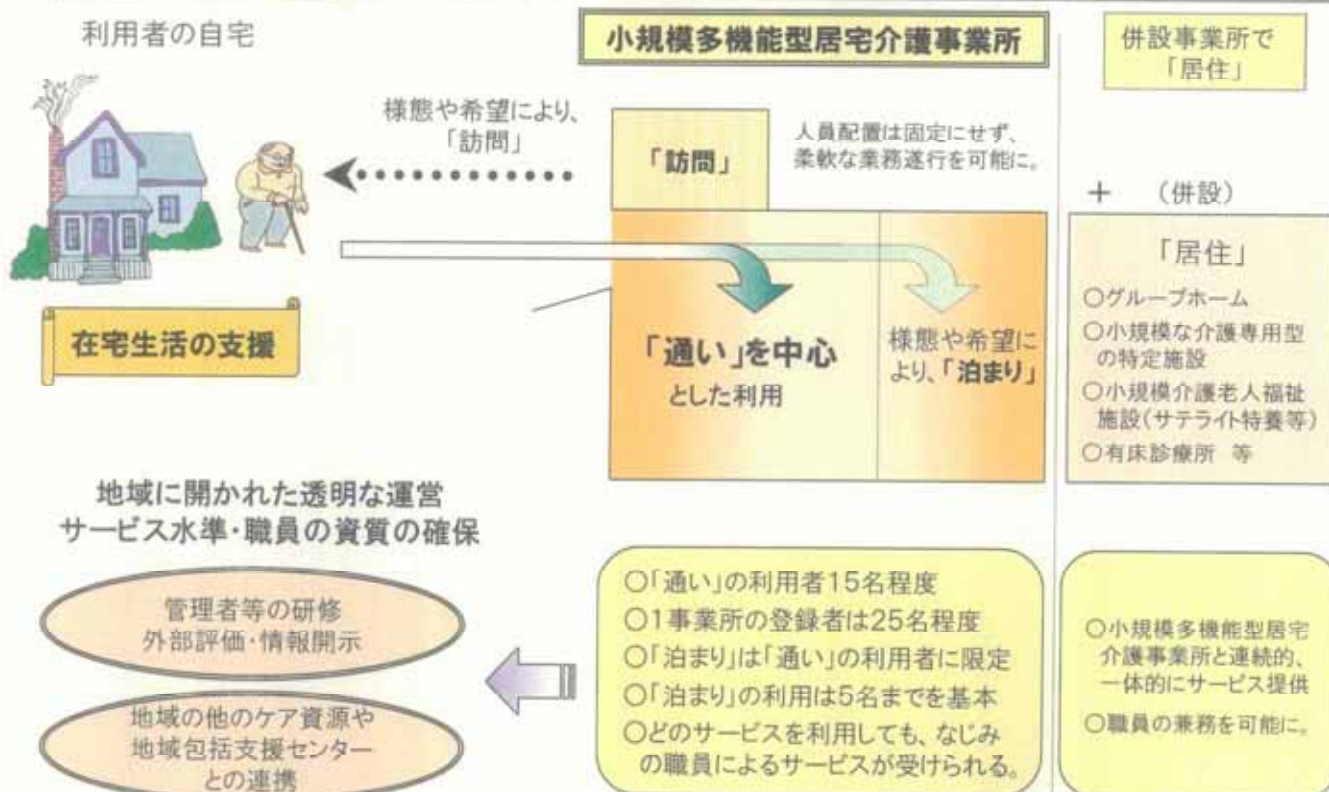 利用者の自宅
小規模多機能型居宅介護事業所
併設事業所で
「居住」
様態や希望により、
「訪問」
「訪問」
人員配置は固定にせず、
柔軟な業務遂行を可能に。
+ (併設)
在宅生活の支援
「通い」を中心
とした利用
様態や希望に
より、「泊まり」
「居住」
○グループホーム
○小規模な介護専用型
の特定施設
○小規模介護老人福祉
施設(サテライト特養等)
○有床診療所 等
地域に開かれた透明な運営
サービス水準・職員の資質の確保
管理者等の研修
外部評価・情報開示
地域の他のケア資源や
地域包括支援センター
との連携
○「通い」の利用者15名程度
○1事業所の登録者は25名程度
○「泊まり」は「通い」の利用者に限定
○「泊まり」の利用は5名までを基本
○どのサービスを利用しても、なじみ
の職員によるサービスが受けられる。
○小規模多機能型居宅
介護事業所と連続的、
一体的にサービス提供
○職員の兼務を可能に。